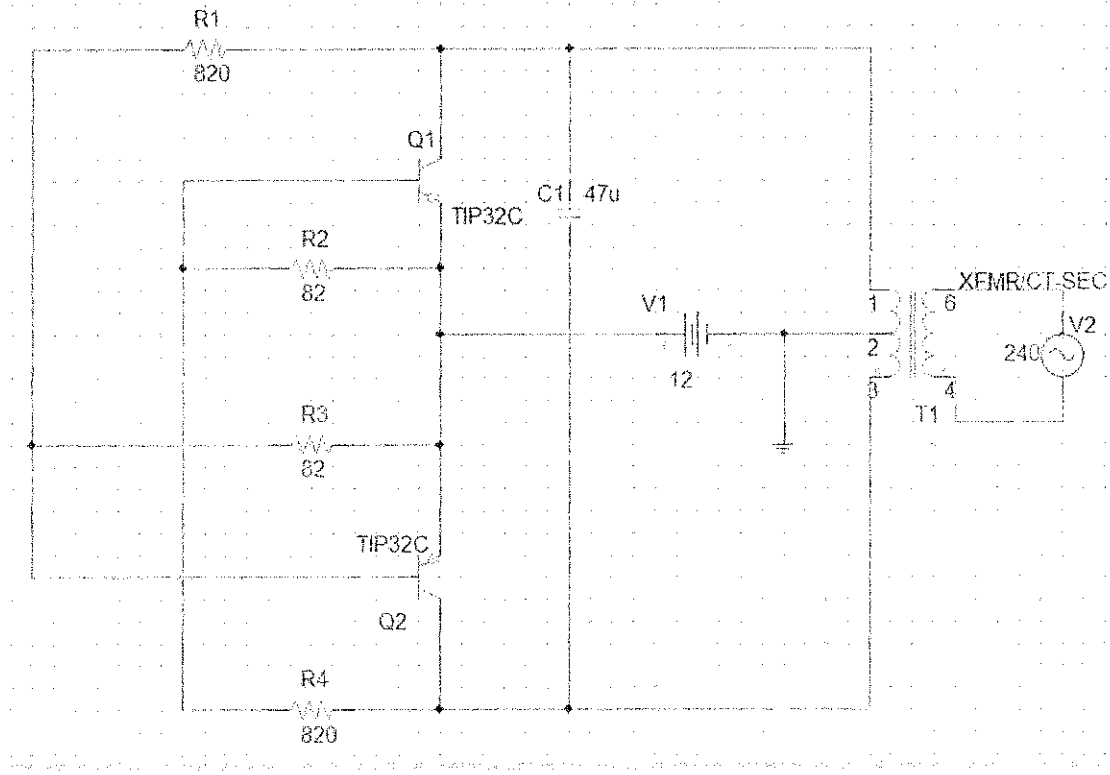 R1
820
Q1
TIP32C
C1 47u
R2
82
V1
12
XFMR/CT-SEC
1
6
2
3
4
V2
240
T1
R3
82
TIP32C
Q2
R4
820